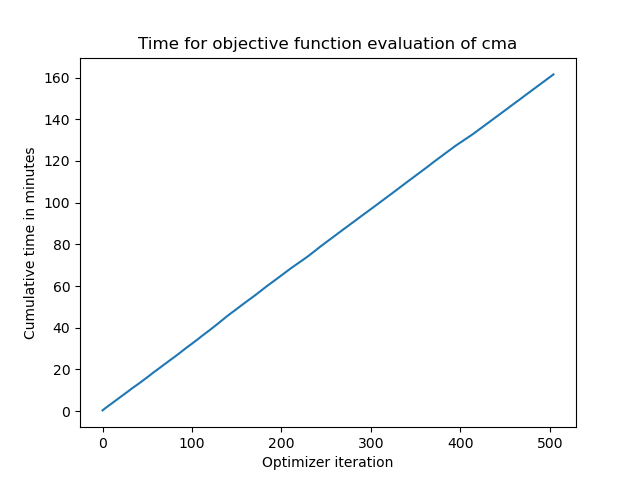 Time for objective function evaluation of cma
Cumulative time in minutes
160
140
120
100
80
60
40
20
0
0 100 200 300 400 500
Optimizer iteration